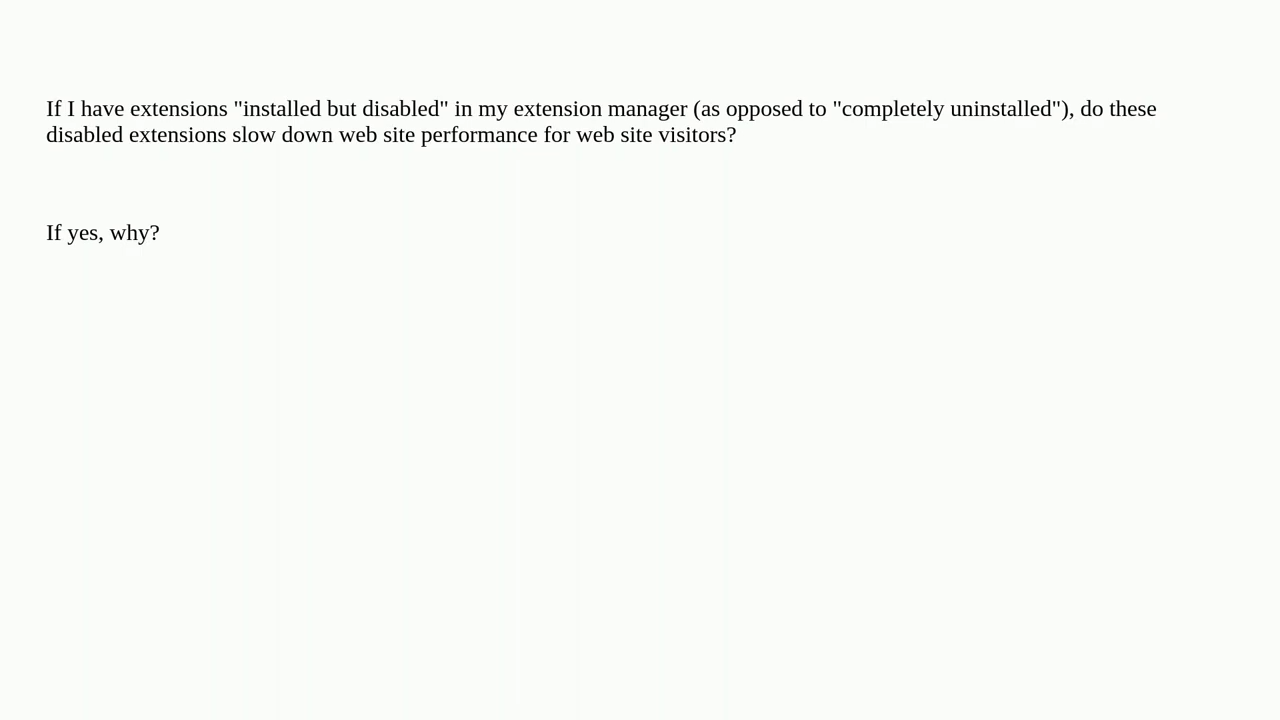 If I have extensions "installed but disabled" in my extension manager (as opposed to "completely uninstalled"), do these
disabled extensions slow down web site performance for web site visitors?
If yes, why?